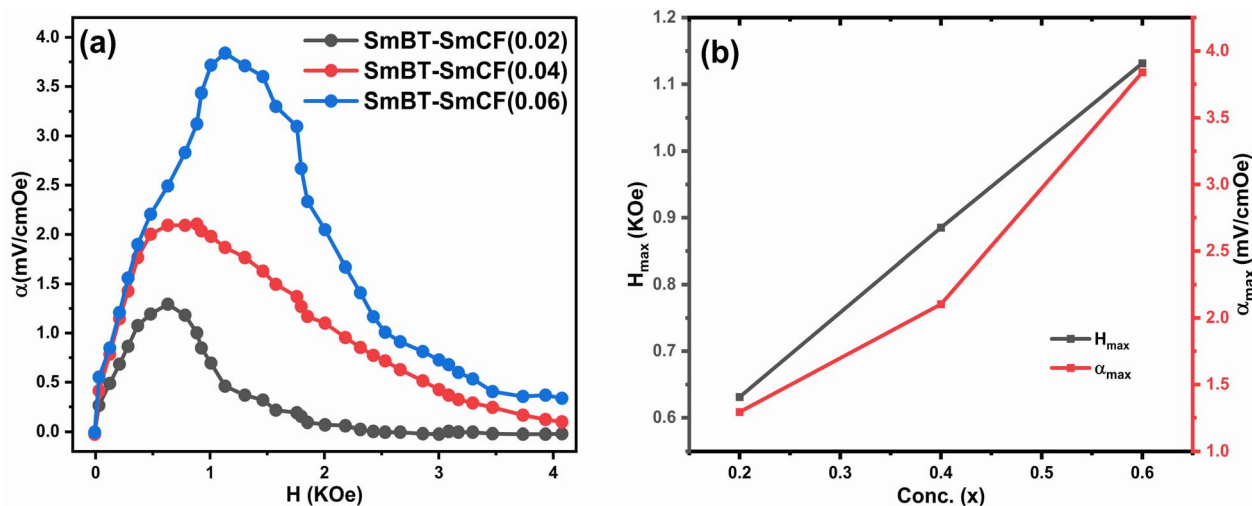 (a)
SmBT-SmCF(0.02)
SmBT-SmCF(0.04)
SmBT-SmCF(0.06)
α(mV/cmOe)
4.0
3.5
3.0
2.5
2.0
1.5
1.0
0.5
0.0
0 1 2 3 4
H (KOe)
(b)
H_max (KOe)
1.2
1.1
1.0
0.9
0.8
0.7
0.6
H_max
α_max
0.2 0.3 0.4 0.5 0.6
Conc. (x)
4.0
3.5
3.0
2.5
2.0
1.5
1.0
α_max (mV/cmOe)